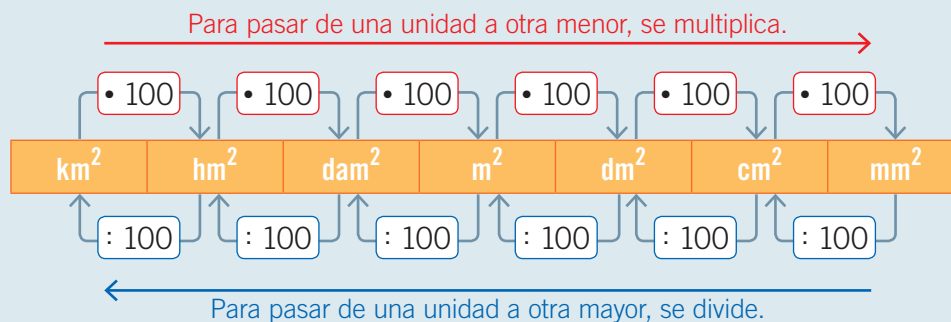 Para pasar de una unidad a otra menor, se multiplica.
• 100 • 100 • 100 • 100 • 100 • 100
km² hm² dam² m² dm² cm² mm²
: 100 : 100 : 100 : 100 : 100 : 100
Para pasar de una unidad a otra mayor, se divide.